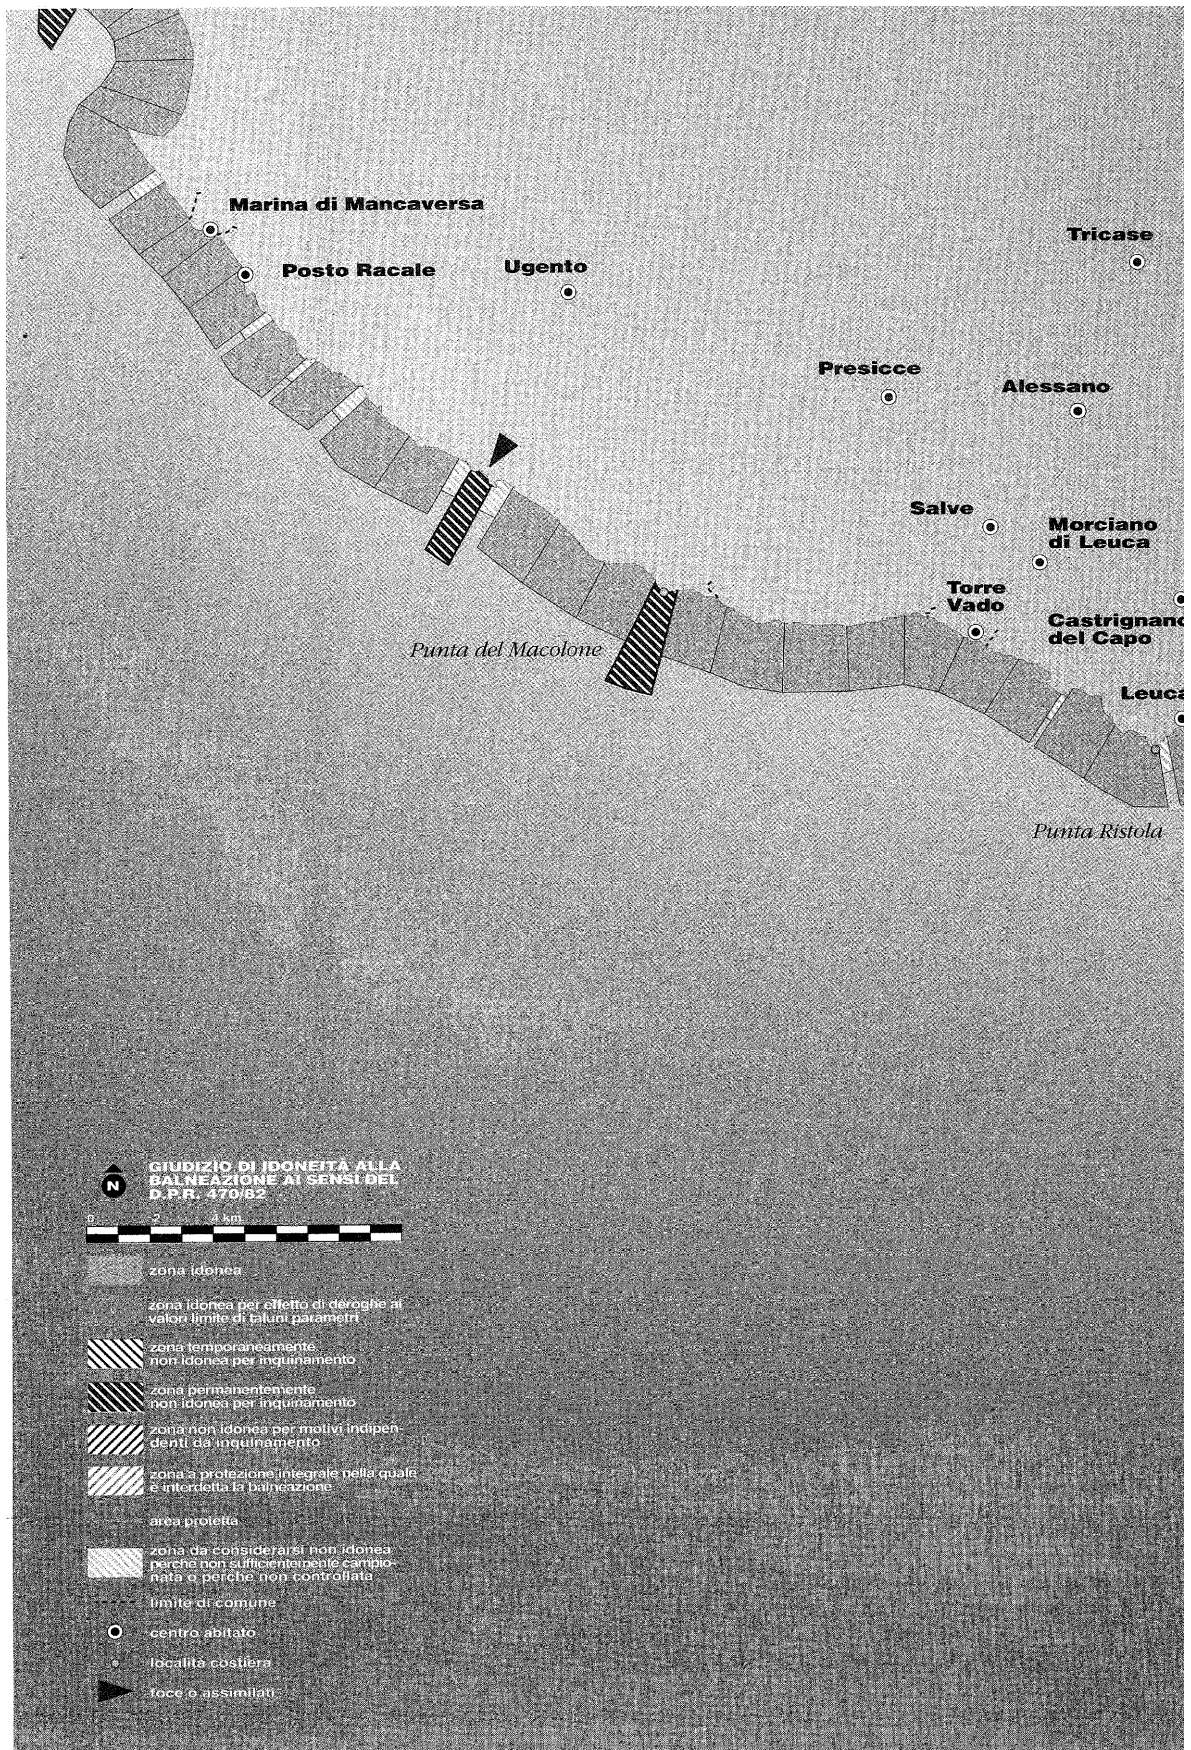 Marina di Mancaversa
Tricase
Ugento
Posto Racale
Presicce
Alessano
Salve
Morciano
di Leuca
Torre
Vado
Castrignano
del Capo
Punta del Macolone
Leuca
Punta Ristola
N
GIUDIZIO DI IDONEITÀ ALLA
BALNEAZIONE AI SENSI DEL
D.P.R. 470/82
0 2 4 km
zona idonea
zona idonea per effetto di deroghe ai
valori limite di taluni parametri
zona temporaneamente
non idonea per inquinamento
zona permanentemente
non idonea per inquinamento
zona non idonea per motivi indipen-
denti da inquinamento
zona a protezione integrale nella quale
è interdetta la balneazione
area protetta
zona da considerarsi non idonea
perché non sufficientemente campio-
nata o perché non controllata
limite di comune
centro abitato
località costiera
foce o assimilati